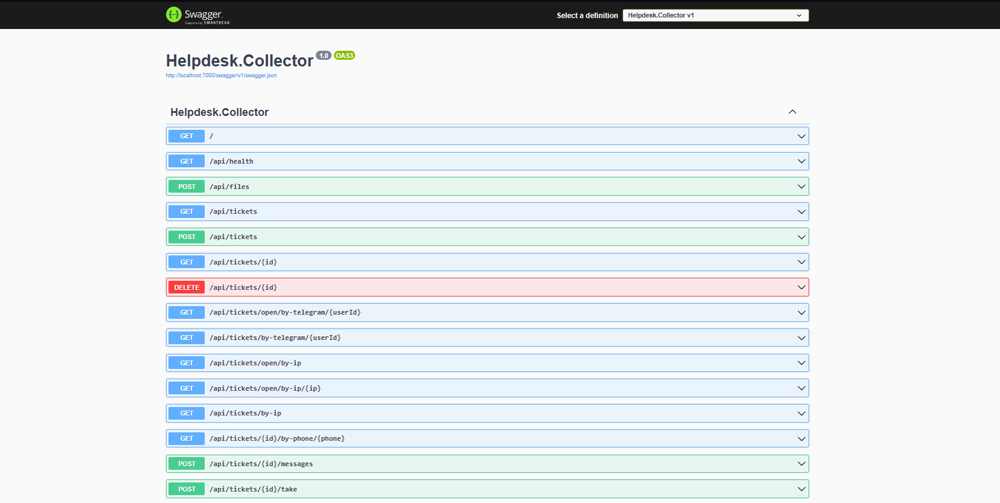 Swagger
Supported by SMARTBEAR
Select a definition
Helpdesk.Collector v1
Helpdesk.Collector 1.0 OAS3
http://localhost:7000/swagger/v1/swagger.json
Helpdesk.Collector
GET /
GET /api/health
POST /api/files
GET /api/tickets
POST /api/tickets
GET /api/tickets/{id}
DELETE /api/tickets/{id}
GET /api/tickets/open/by-telegram/{userId}
GET /api/tickets/by-telegram/{userId}
GET /api/tickets/open/by-ip
GET /api/tickets/open/by-ip/{ip}
GET /api/tickets/by-ip
GET /api/tickets/{id}/by-phone/{phone}
POST /api/tickets/{id}/messages
POST /api/tickets/{id}/take